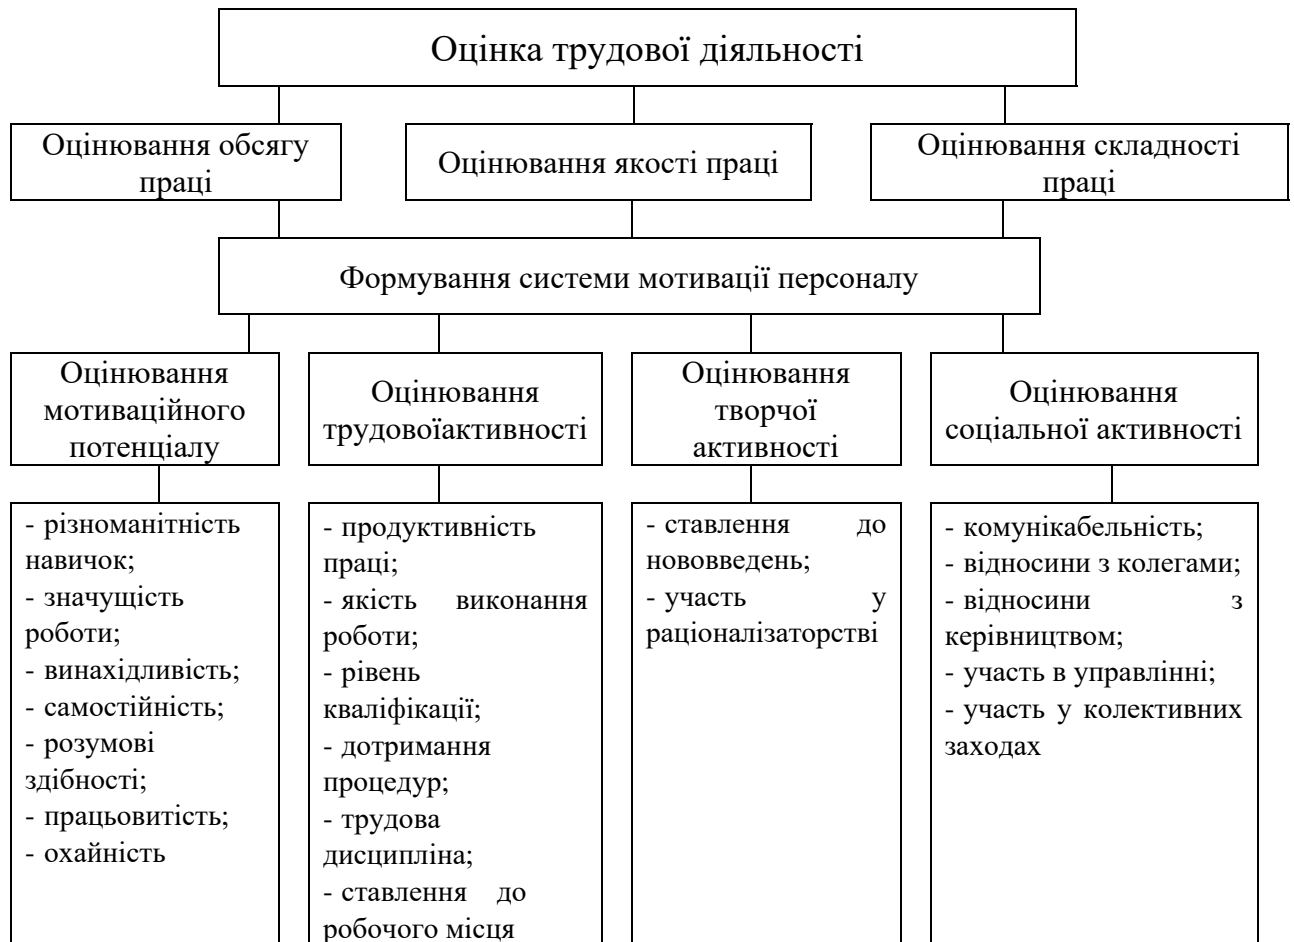 Оцінка трудової діяльності
Оцінювання обсягу
праці
Оцінювання якості праці
Оцінювання складності
праці
Формування системи мотивації персоналу
Оцінювання
мотиваційного
потенціалу
Оцінювання
трудовоїактивності
Оцінювання
творчої
активності
Оцінювання
соціальної активності
- різноманітність
навичок;
- значущість
роботи;
- винахідливість;
- самостійність;
- розумові
здібності;
- працьовитість;
- охайність
- продуктивність
праці;
- якість виконання
роботи;
- рівень
кваліфікації;
- дотримання
процедур;
- трудова
дисципліна;
- ставлення до
робочого місця
- ставлення до
нововведень;
- участь у
раціоналізаторстві
- комунікабельність;
- відносини з колегами;
- відносини з
керівництвом;
- участь в управлінні;
- участь у колективних
заходах